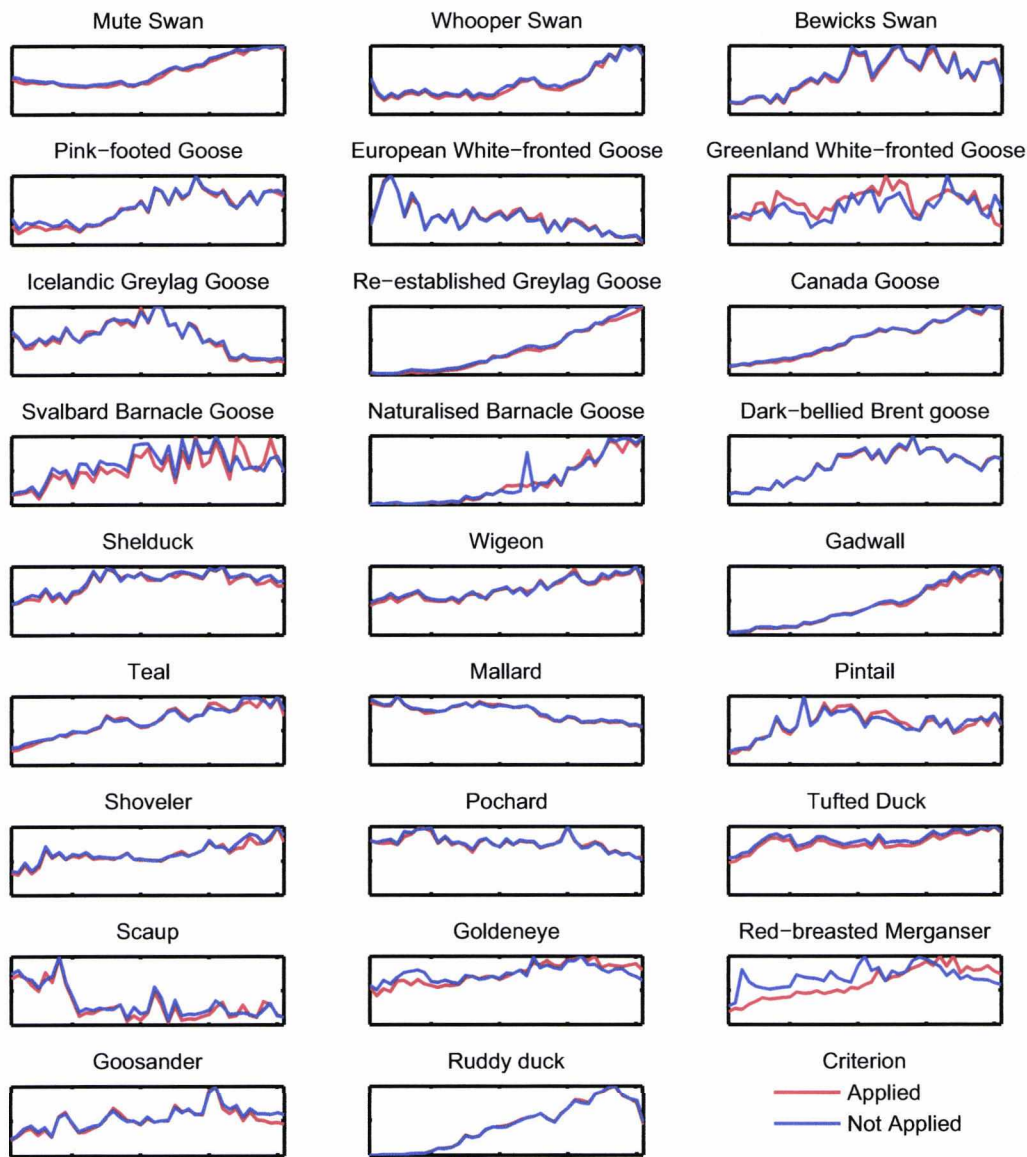 Mute Swan
Whooper Swan
Bewicks Swan
Pink-footed Goose
European White-fronted Goose
Greenland White-fronted Goose
Icelandic Greylag Goose
Re-established Greylag Goose
Canada Goose
Svalbard Barnacle Goose
Naturalised Barnacle Goose
Dark-bellied Brent goose
Shelduck
Wigeon
Gadwall
Teal
Mallard
Pintail
Shoveler
Pochard
Tufted Duck
Scaup
Goldeneye
Red-breasted Merganser
Goosander
Ruddy duck
Criterion
Applied
Not Applied